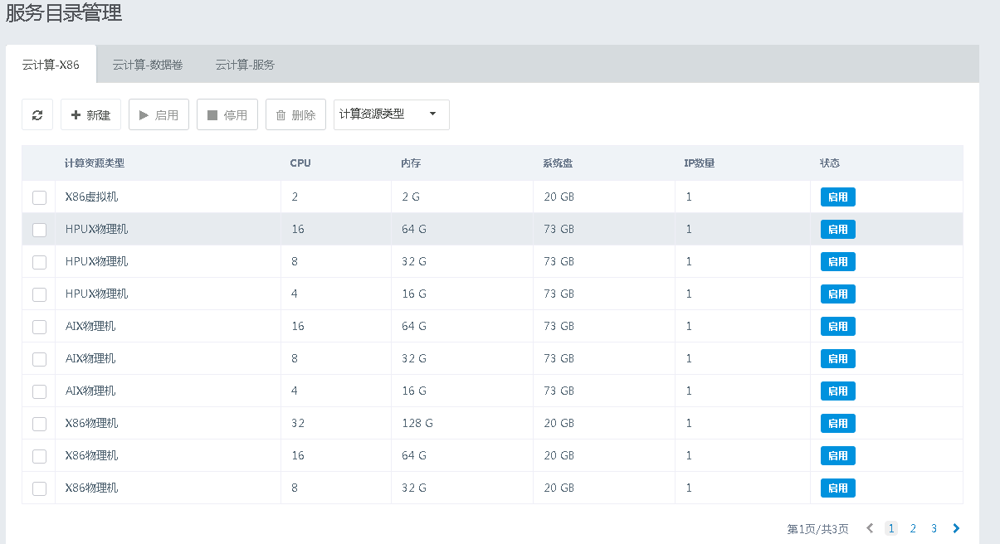 服务目录管理
云计算-X86 云计算-数据卷 云计算-服务
新建 启用 停用 删除 计算资源类型
计算资源类型 CPU 内存 系统盘 IP数量 状态
X86虚拟机 2 2 G 20 GB 1 启用
HPUX物理机 16 64 G 73 GB 1 启用
HPUX物理机 8 32 G 73 GB 1 启用
HPUX物理机 4 16 G 73 GB 1 启用
AIX物理机 16 64 G 73 GB 1 启用
AIX物理机 8 32 G 73 GB 1 启用
AIX物理机 4 16 G 73 GB 1 启用
X86物理机 32 128 G 20 GB 1 启用
X86物理机 16 64 G 20 GB 1 启用
X86物理机 8 32 G 20 GB 1 启用
第1页/共3页 1 2 3